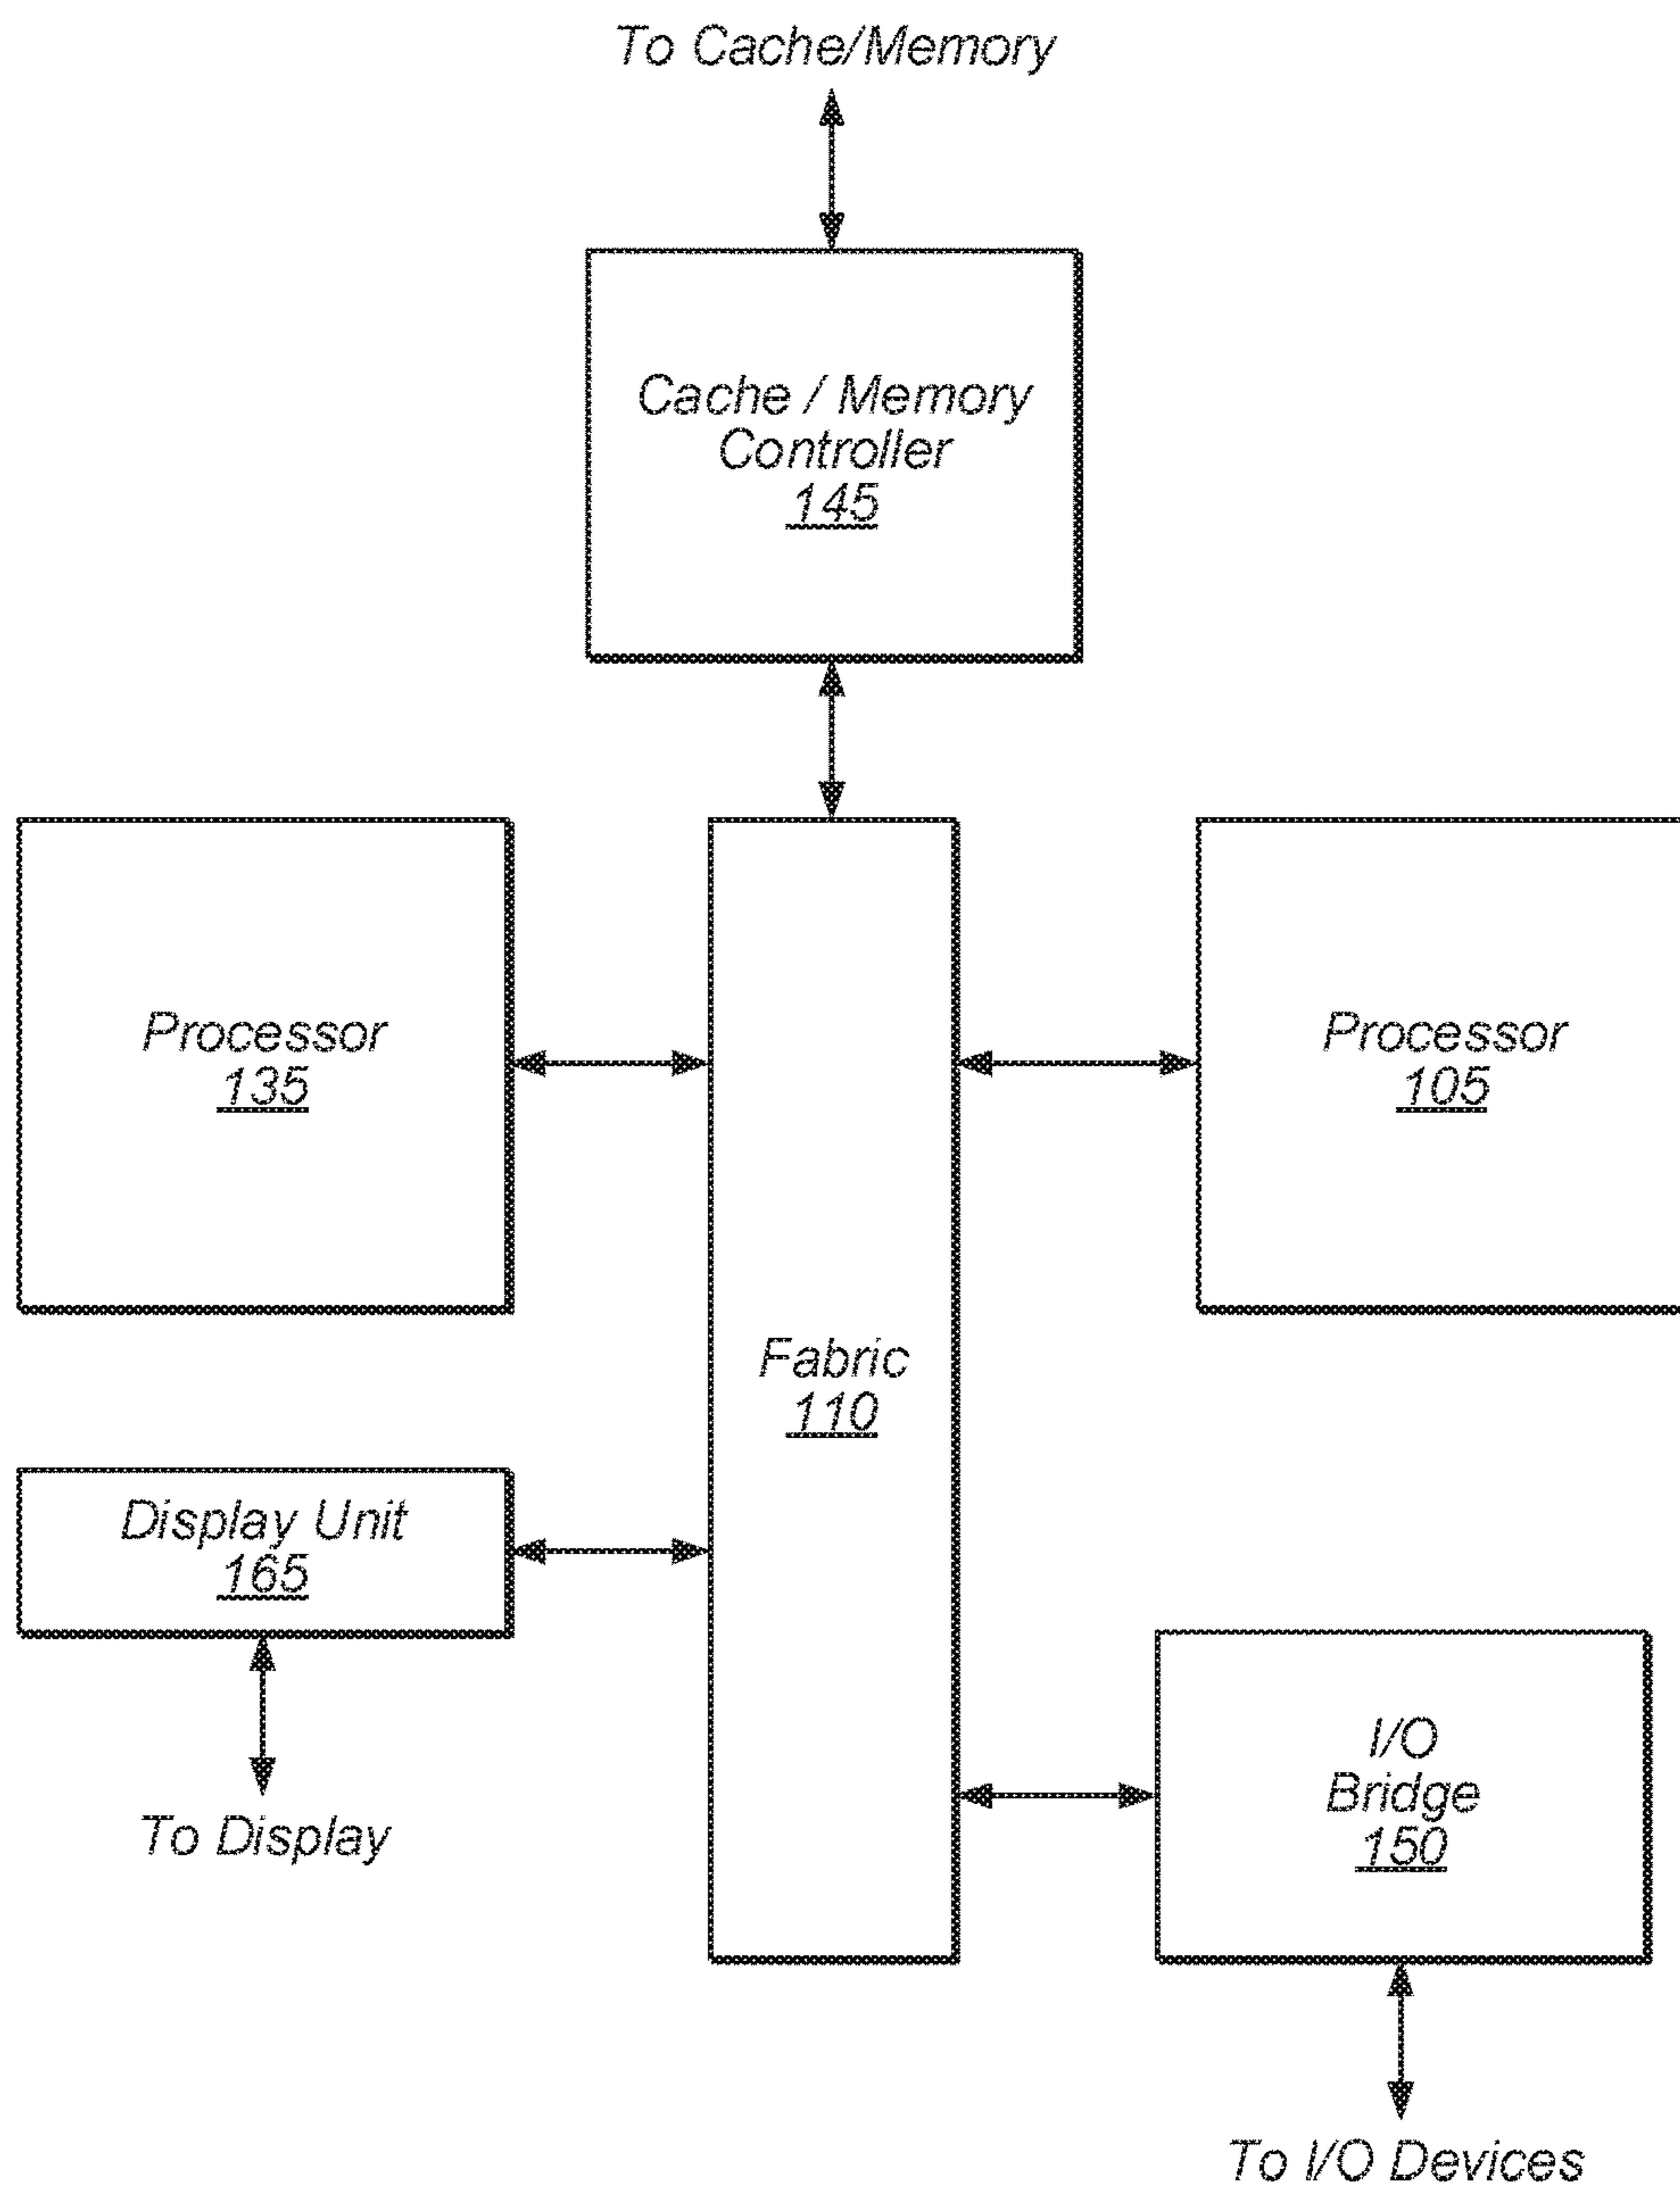 To Cache/Memory
Cache / Memory
Controller
145
Processor
135
Processor
105
Fabric
110
Display Unit
165
To Display
I/O
Bridge
150
To I/O Devices